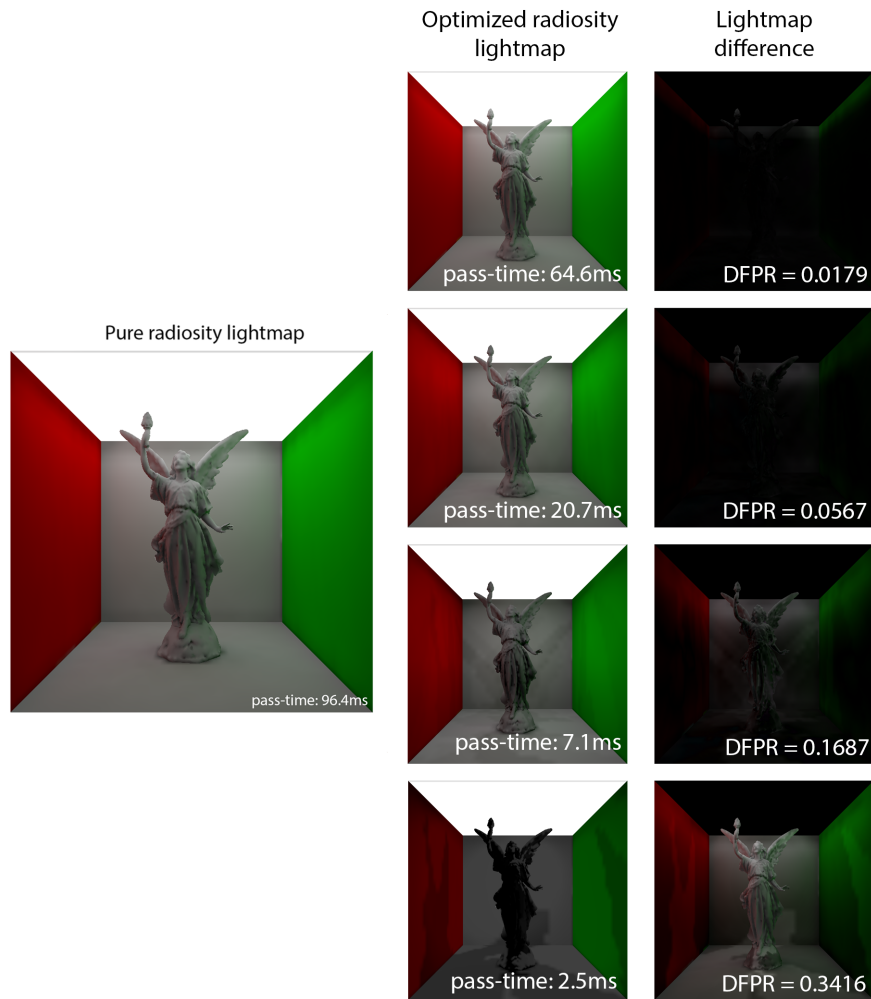 Optimized radiosity
lightmap
Lightmap
difference
pass-time: 64.6ms
DFPR = 0.0179
Pure radiosity lightmap
pass-time: 96.4ms
pass-time: 20.7ms
DFPR = 0.0567
pass-time: 7.1ms
DFPR = 0.1687
pass-time: 2.5ms
DFPR = 0.3416